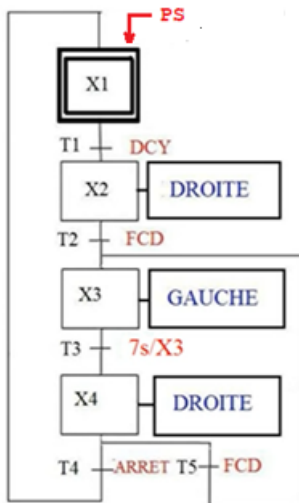 PS
X1
T1 DCY
X2 DROITE
T2 FCD
X3 GAUCHE
T3 7s/X3
X4 DROITE
T4 ARRET T5 FCD